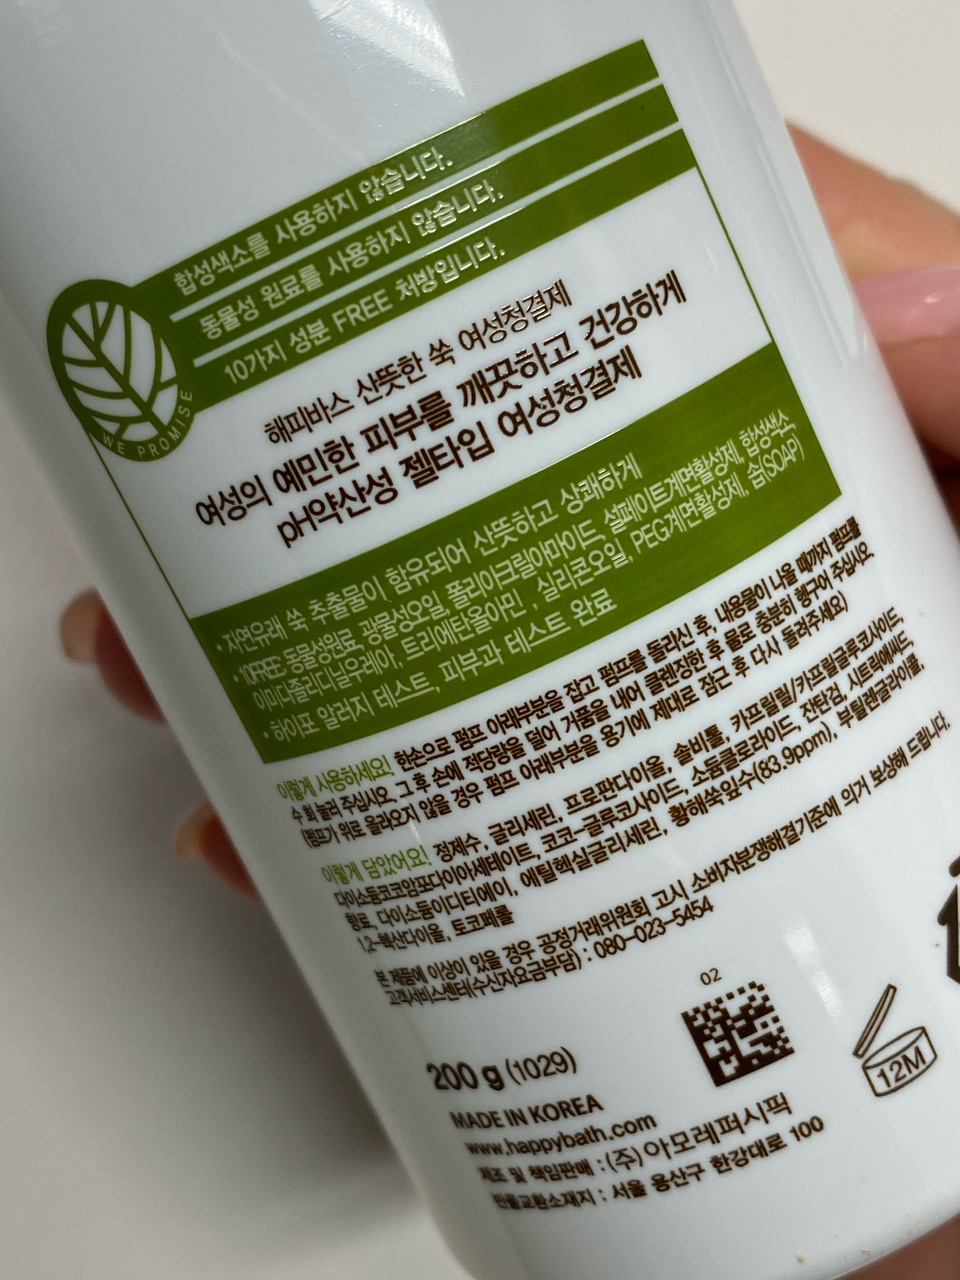 합성색소를 사용하지 않습니다.
동물성 원료를 사용하지 않습니다.
10가지 성분 FREE 처방입니다.
WE PROMISE
해피바스 산뜻한 쑥 여성청결제
여성의 예민한 피부를 깨끗하고 건강하게
pH약산성 젤타입 여성청결제
• 자연유래 쑥 추출물이 함유되어 산뜻하고 상쾌하게
• 10FREE 동물성원료, 광물성오일, 폴리아크릴아마이드, 설페이트계면활성제, 합성색소,
이미다졸리디닐우레아, 트리에탄올아민, 실리콘오일, PEG계면활성제, 솝(SOAP)
• 하이포 알러지 테스트, 피부과 테스트 완료
이렇게 사용하세요! 한손으로 펌프 아래부분을 잡고 펌프를 돌리신 후, 내용물이 나올 때까지 펌프를
수 회 눌러 주십시오. 그 후 손에 적당량을 덜어 거품을 내어 클렌징한 후 물로 충분히 헹구어 주십시오.
(펌프가 위로 올라오지 않을 경우 펌프 아래부분을 용기에 제대로 잠근 후 다시 돌려주세요)
이렇게 담았어요! 정제수, 글리세린, 프로판다이올, 솔비톨, 카프릴릴/카프릴글루코사이드,
다이소듐코코암포다이아세테이트, 코코-글루코사이드, 소듐클로라이드, 잔탄검, 시트릭애씨드,
향료, 다이소듐이디티에이, 에틸헥실글리세린, 황해쑥잎수(83.9ppm), 부틸렌글라이콜,
1,2-헥산다이올, 토코페롤
본 제품에 이상이 있을 경우 공정거래위원회 고시 소비자분쟁해결기준에 의거 보상해 드립니다.
고객서비스센터(수신자요금부담) : 080-023-5454
02
200 g (1029)
12M
MADE IN KOREA
www.happybath.com
제조 및 책임판매 : (주)아모레퍼시픽
반품교환소재지 : 서울 용산구 한강대로 100